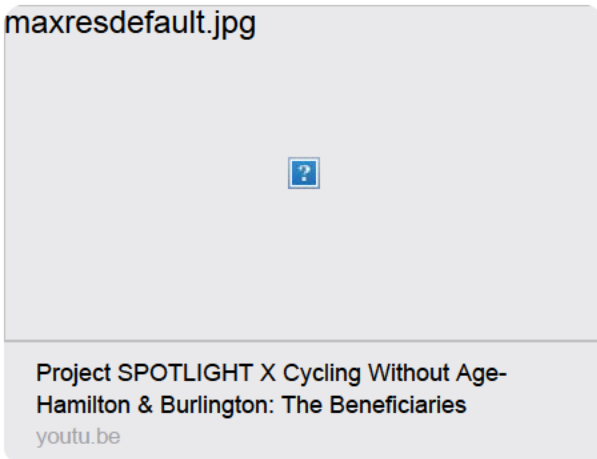 maxresdefault.jpg
?
Project SPOTLIGHT X Cycling Without Age-
Hamilton & Burlington: The Beneficiaries
youtu.be